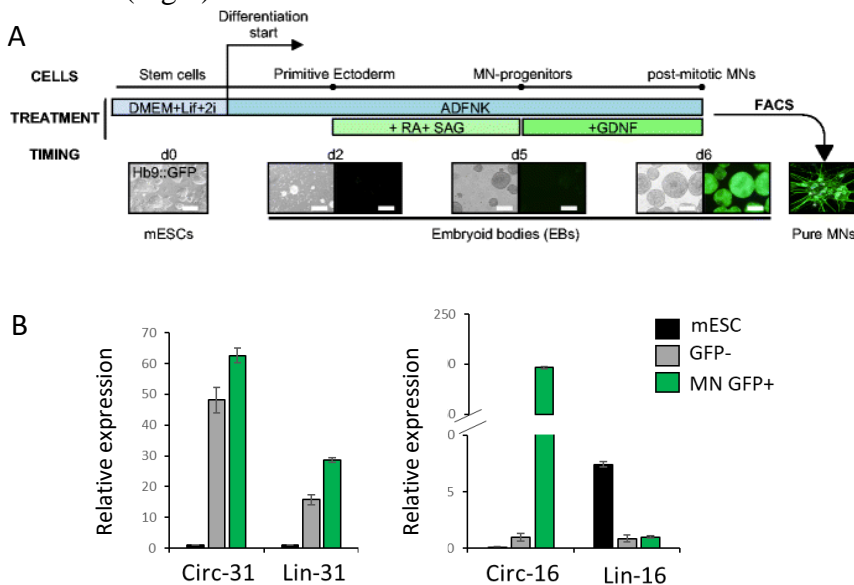 A
Differentiation
start
CELLS
Stem cells
Primitive Ectoderm
MN-progenitors
post-mitotic MNs
TREATMENT
DMEM+Lif+2i
ADFNK
FACS
+ RA+ SAG
+GDNF
TIMING
d0
d2
d5
d6
Hb9::GFP
mESCs
Embryoid bodies (EBs)
Pure MNs
B
Relative expression
70
60
50
40
30
20
10
0
Circ-31
Lin-31
Relative expression
250
0
0
0
5
0
Circ-16
Lin-16
mESC
GFP-
MN GFP+